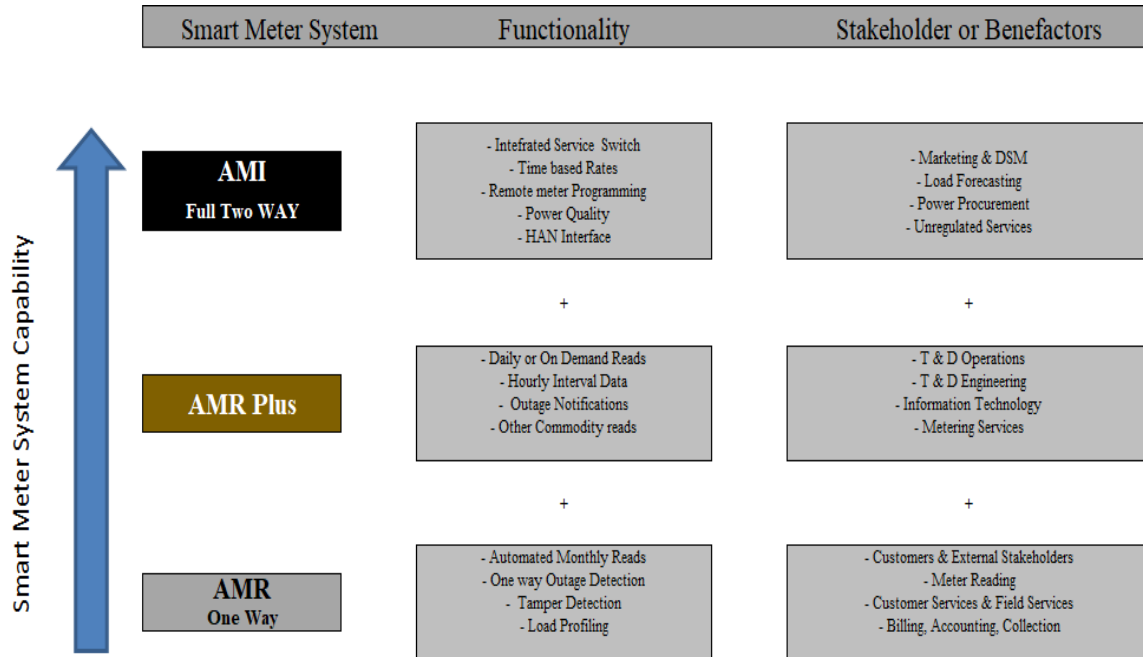 Smart Meter System Functionality Stakeholder or Benefactors
Smart Meter System Capability
AMI
Full Two WAY
- Intefrated Service Switch
- Time based Rates
- Remote meter Programming
- Power Quality
- HAN Interface
- Marketing & DSM
- Load Forecasting
- Power Procurement
- Unregulated Services
+ +
AMR Plus
- Daily or On Demand Reads
- Hourly Interval Data
- Outage Notifications
- Other Commodity reads
- T & D Operations
- T & D Engineering
- Information Technology
- Metering Services
+ +
AMR
One Way
- Automated Monthly Reads
- One way Outage Detection
- Tamper Detection
- Load Profiling
- Customers & External Stakeholders
- Meter Reading
- Customer Services & Field Services
- Billing, Accounting, Collection